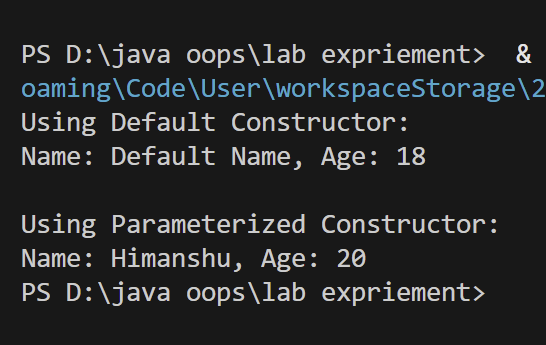 PS D:\java oops\lab expriement>  &
oaming\Code\User\workspaceStorage\2
Using Default Constructor:
Name: Default Name, Age: 18

Using Parameterized Constructor:
Name: Himanshu, Age: 20
PS D:\java oops\lab expriement>